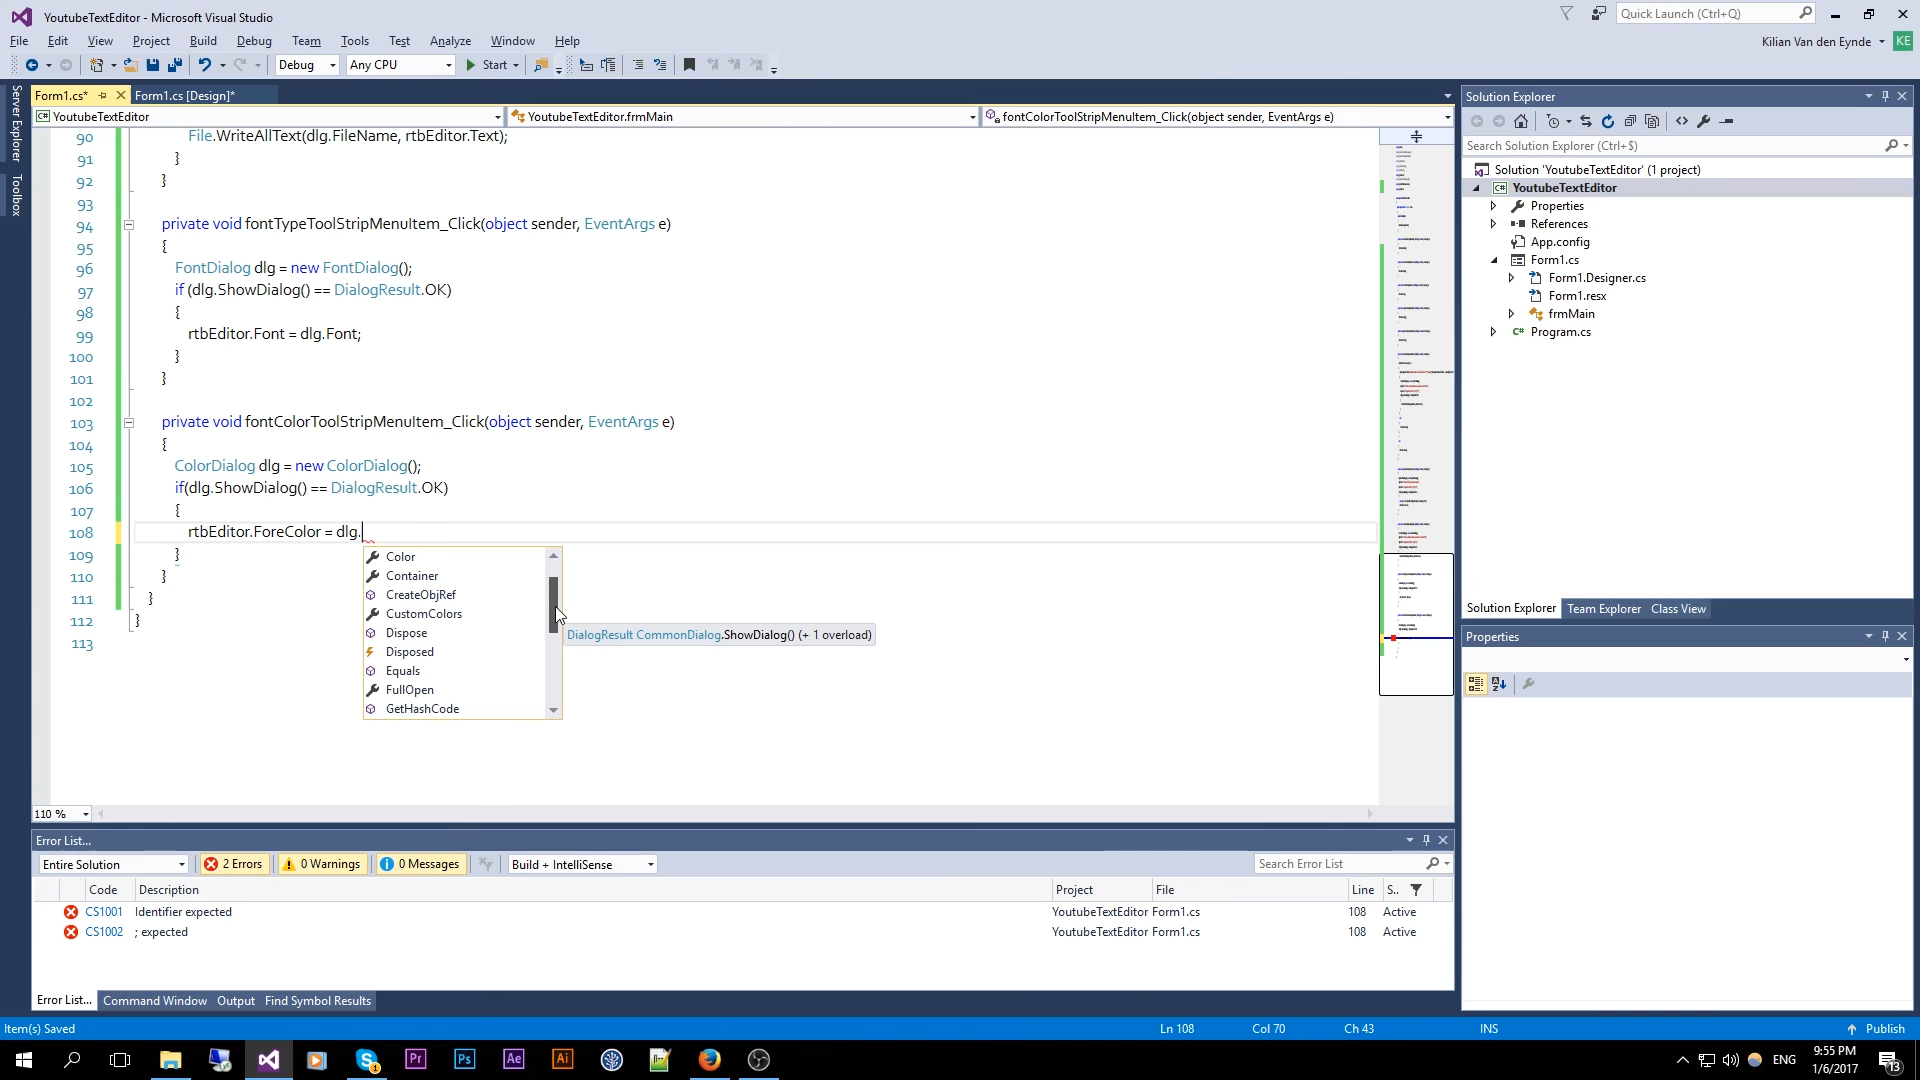 YoutubeTextEditor - Microsoft Visual Studio
Quick Launch (Ctrl+Q)
File Edit View Project Build Debug Team Tools Test Analyze Window Help
Kilian Van den Eynde
KE
Debug
Any CPU
Start
Server Explorer
Toolbox
Form1.cs*
Form1.cs [Design]*
YoutubeTextEditor
YoutubeTextEditor.frmMain
fontColorToolStripMenuItem_Click(object sender, EventArgs e)
90 File.WriteAllText(dlg.FileName, rtbEditor.Text);
91 }
92 }
93
94 private void fontTypeToolStripMenuItem_Click(object sender, EventArgs e)
95 {
96 FontDialog dlg = new FontDialog();
97 if (dlg.ShowDialog() == DialogResult.OK)
98 {
99 rtbEditor.Font = dlg.Font;
100 }
101 }
102
103 private void fontColorToolStripMenuItem_Click(object sender, EventArgs e)
104 {
105 ColorDialog dlg = new ColorDialog();
106 if(dlg.ShowDialog() == DialogResult.OK)
107 {
108 rtbEditor.ForeColor = dlg.
109 }
110 }
111 }
112 }
113
Color
Container
CreateObjRef
CustomColors
Dispose
Disposed
Equals
FullOpen
GetHashCode
DialogResult CommonDialog.ShowDialog() (+ 1 overload)
110 %
Solution Explorer
Search Solution Explorer (Ctrl+$)
Solution 'YoutubeTextEditor' (1 project)
YoutubeTextEditor
Properties
References
App.config
Form1.cs
Form1.Designer.cs
Form1.resx
frmMain
Program.cs
Solution Explorer Team Explorer Class View
Properties
Error List...
Entire Solution
2 Errors
0 Warnings
0 Messages
Build + IntelliSense
Search Error List
Code Description Project File Line S..
CS1001 Identifier expected YoutubeTextEditor Form1.cs 108 Active
CS1002 ; expected YoutubeTextEditor Form1.cs 108 Active
Error List... Command Window Output Find Symbol Results
Item(s) Saved
Ln 108
Col 70
Ch 43
INS
Publish
Pr
Ps
Ae
Ai
1
ENG
9:55 PM
1/6/2017
13